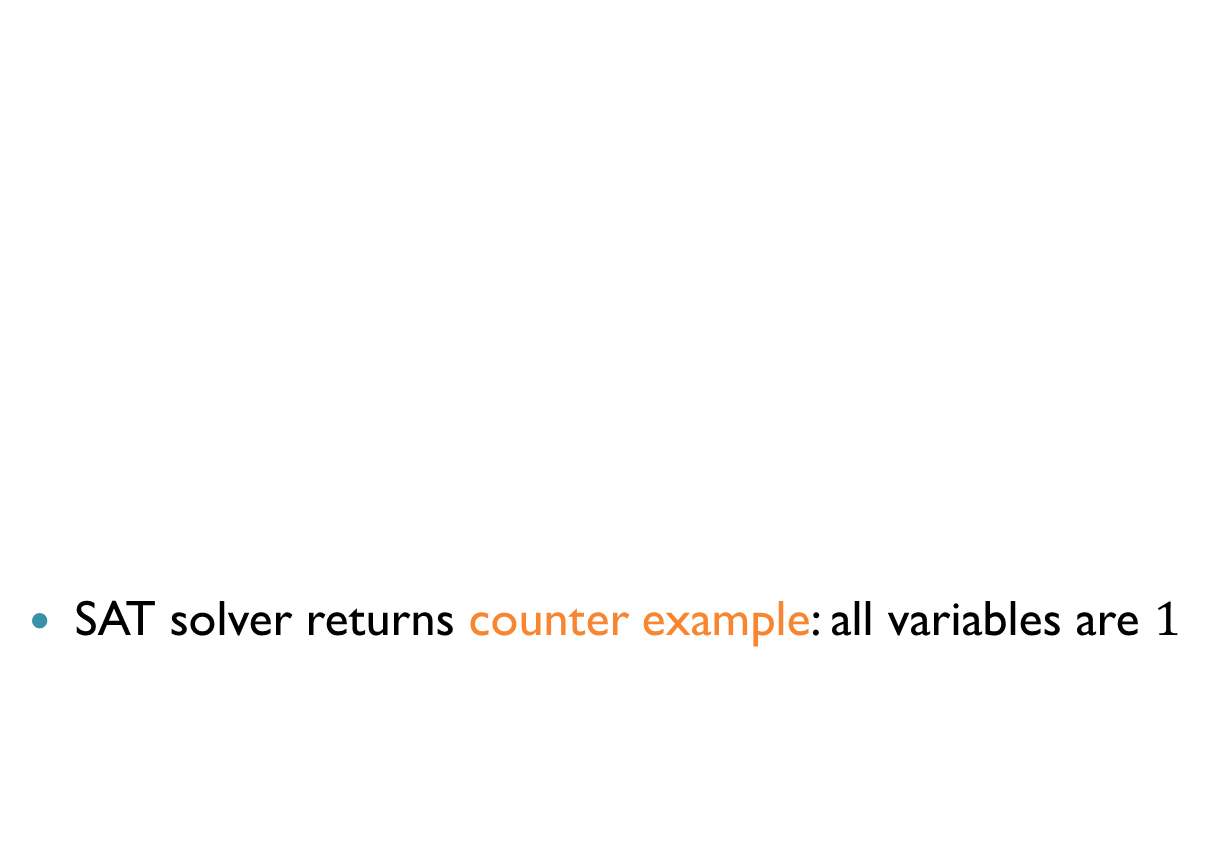 • SAT solver returns counter example: all variables are 1